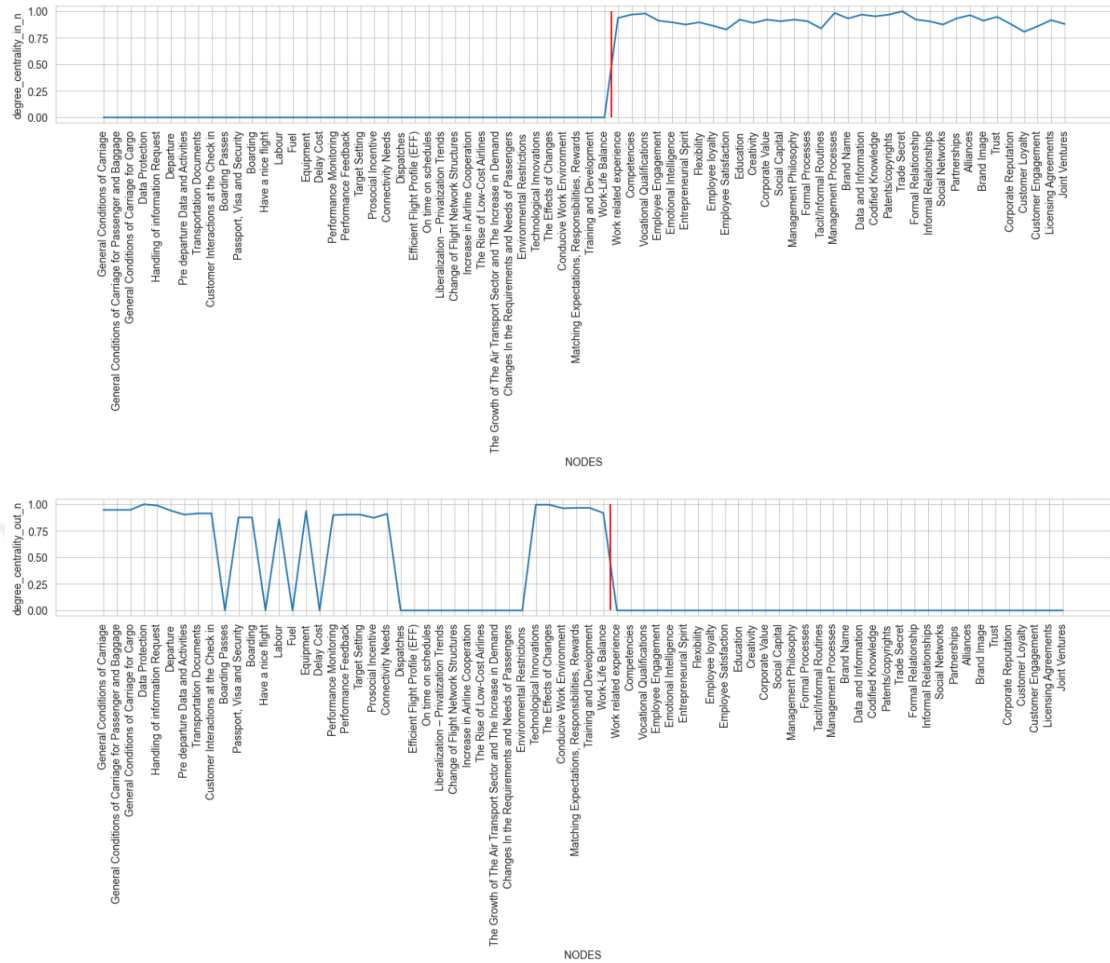 degree_centrality_in_n
1.00
0.75
0.50
0.25
0.00
General Conditions of Carriage
General Conditions of Carriage for Passenger and Baggage
General Conditions of Carriage for Cargo
Data Protection
Handling of information Request
Departure
Pre departure Data and Activities
Transportation Documents
Customer Interactions at the Check in
Boarding Passes
Passport, Visa and Security
Boarding
Have a nice flight
Labour
Fuel
Equipment
Delay Cost
Performance Monitoring
Performance Feedback
Target Setting
Prosocial Incentive
Connectivity Needs
Dispatches
Efficient Flight Profile (EFF)
On time on schedules
Liberalization – Privatization Trends
Change of Flight Network Structures
Increase in Airline Cooperation
The Rise of Low-Cost Airlines
The Growth of The Air Transport Sector and The Increase in Demand
Changes In the Requirements and Needs of Passengers
Environmental Restrictions
Technological Innovations
The Effects of Changes
Conducive Work Environment
Matching Expectations, Responsibilities, Rewards
Training and Development
Work-Life Balance
Work related experience
Competencies
Vocational Qualifications
Employee Engagement
Emotional Intelligence
Entrepreneurial Spirit
Flexibility
Employee loyalty
Employee Satisfaction
Education
Creativity
Corporate Value
Social Capital
Management Philosophy
Formal Processes
Tacit/Informal Routines
Management Processes
Brand Name
Data and Information
Codified Knowledge
Patents/copyrights
Trade Secret
Formal Relationship
Informal Relationships
Social Networks
Partnerships
Alliances
Brand Image
Trust
Corporate Reputation
Customer Loyalty
Customer Engagement
Licensing Agreements
Joint Ventures
NODES
degree_centrality_out_n
1.00
0.75
0.50
0.25
0.00
General Conditions of Carriage
General Conditions of Carriage for Passenger and Baggage
General Conditions of Carriage for Cargo
Data Protection
Handling of information Request
Departure
Pre departure Data and Activities
Transportation Documents
Customer Interactions at the Check in
Boarding Passes
Passport, Visa and Security
Boarding
Have a nice flight
Labour
Fuel
Equipment
Delay Cost
Performance Monitoring
Performance Feedback
Target Setting
Prosocial Incentive
Connectivity Needs
Dispatches
Efficient Flight Profile (EFF)
On time on schedules
Liberalization – Privatization Trends
Change of Flight Network Structures
Increase in Airline Cooperation
The Rise of Low-Cost Airlines
The Growth of The Air Transport Sector and The Increase in Demand
Changes In the Requirements and Needs of Passengers
Environmental Restrictions
Technological Innovations
The Effects of Changes
Conducive Work Environment
Matching Expectations, Responsibilities, Rewards
Training and Development
Work-Life Balance
Work related experience
Competencies
Vocational Qualifications
Employee Engagement
Emotional Intelligence
Entrepreneurial Spirit
Flexibility
Employee loyalty
Employee Satisfaction
Education
Creativity
Corporate Value
Social Capital
Management Philosophy
Formal Processes
Tacit/Informal Routines
Management Processes
Brand Name
Data and Information
Codified Knowledge
Patents/copyrights
Trade Secret
Formal Relationship
Informal Relationships
Social Networks
Partnerships
Alliances
Brand Image
Trust
Corporate Reputation
Customer Loyalty
Customer Engagement
Licensing Agreements
Joint Ventures
NODES